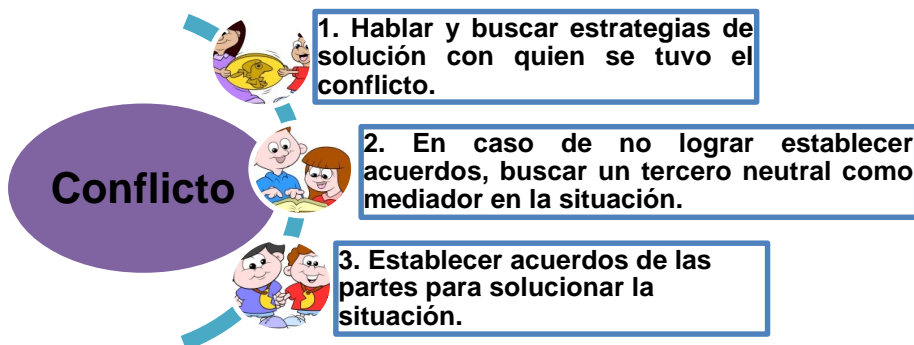 Conflicto
1. Hablar y buscar estrategias de
solución con quien se tuvo el
conflicto.
2. En caso de no lograr establecer
acuerdos, buscar un tercero neutral como
mediador en la situación.
3. Establecer acuerdos de las
partes para solucionar la
situación.